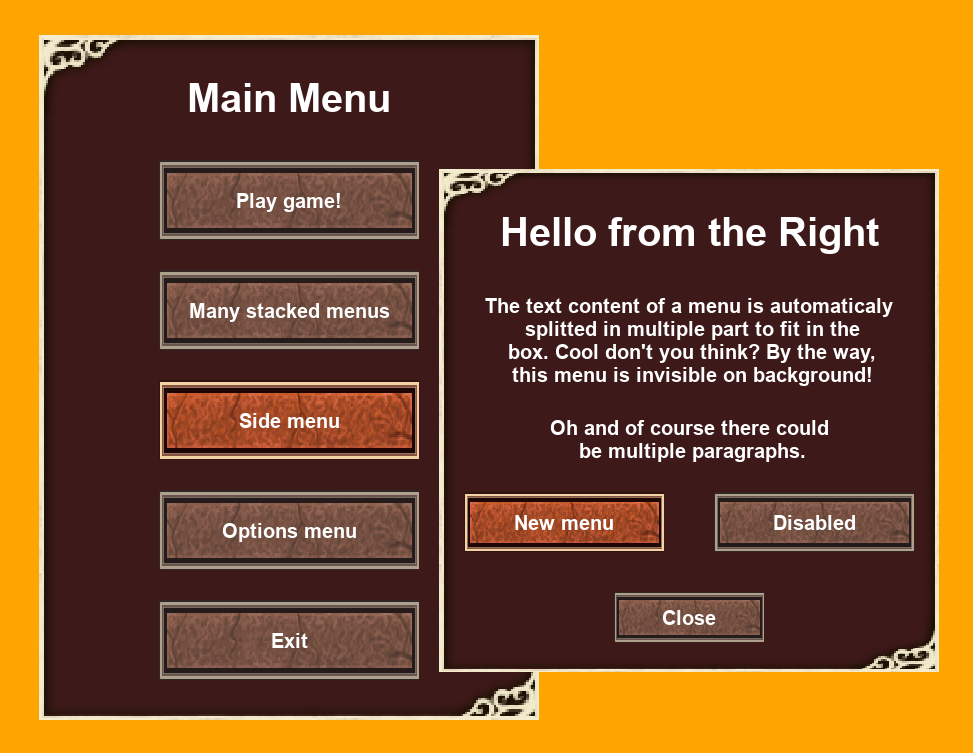 Main Menu
Play game!
Many stacked menus
Side menu
Options menu
Exit
Hello from the Right
The text content of a menu is automaticaly
splitted in multiple part to fit in the
box. Cool don't you think? By the way,
this menu is invisible on background!
Oh and of course there could
be multiple paragraphs.
New menu
Disabled
Close